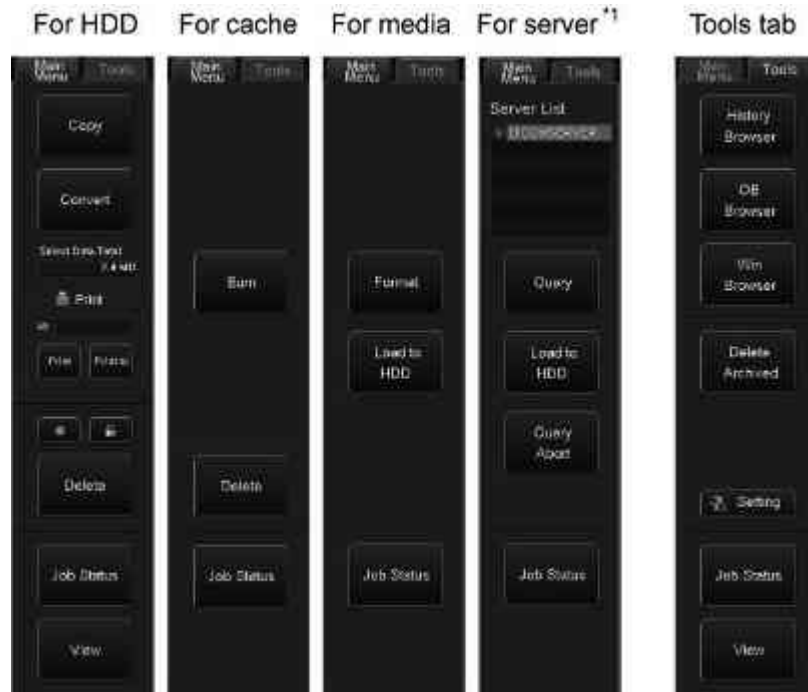 For HDD
Main
Menu
Tools
Copy
Convert
Print
Print
Delete
Job Status
View
For cache
Main
Menu
Tools
Burn
Delete
Job Status
For media
Main
Menu
Tools
Format
Load to
HDD
Job Status
For server *1
Main
Menu
Tools
Server List
Query
Load to
HDD
Query
Abort
Job Status
Tools tab
Main
Menu
Tools
History
Browser
OB
Browser
Win
Browser
Delete
Archived
Setting
Job Status
View